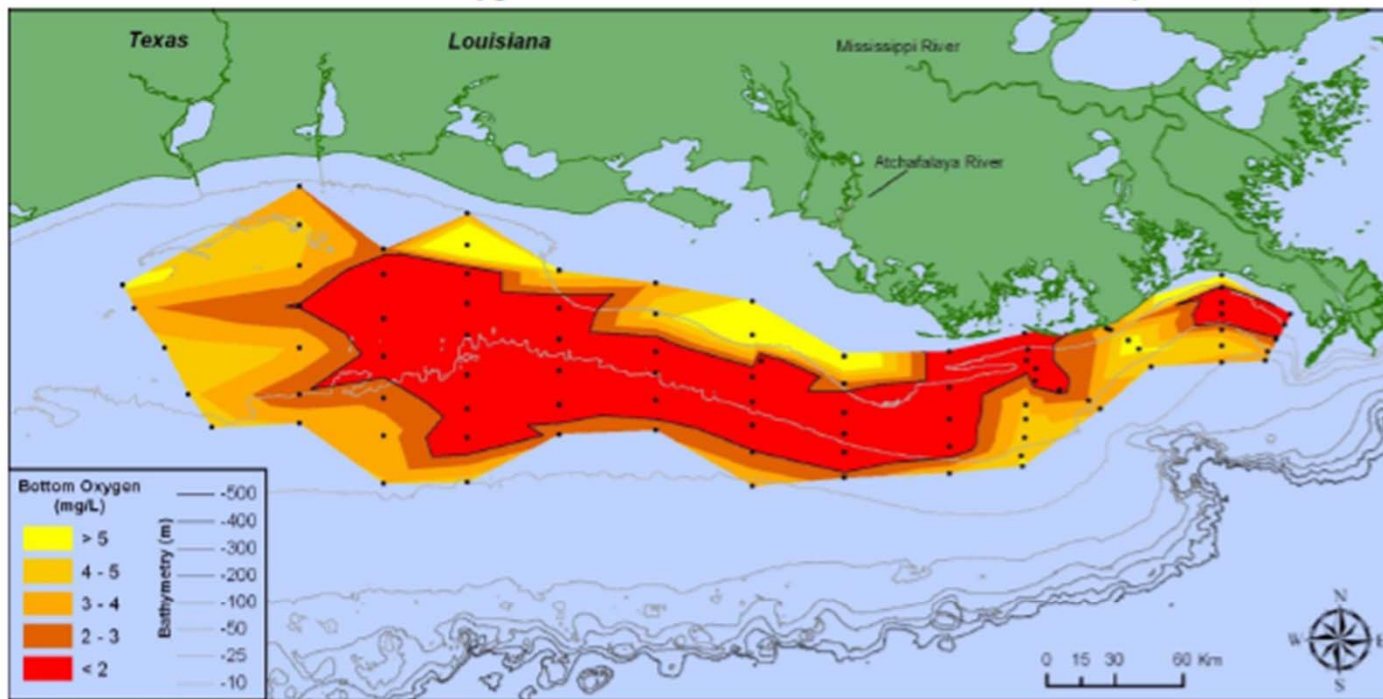 Texas
Louisiana
Mississippi River
Atchafalaya River
Bottom Oxygen
(mg/L)
> 5
4 - 5
3 - 4
2 - 3
< 2
Bathymetry (m)
-500
-400
-300
-200
-100
-50
-25
-10
0 15 30 60 Km
N
W E
S